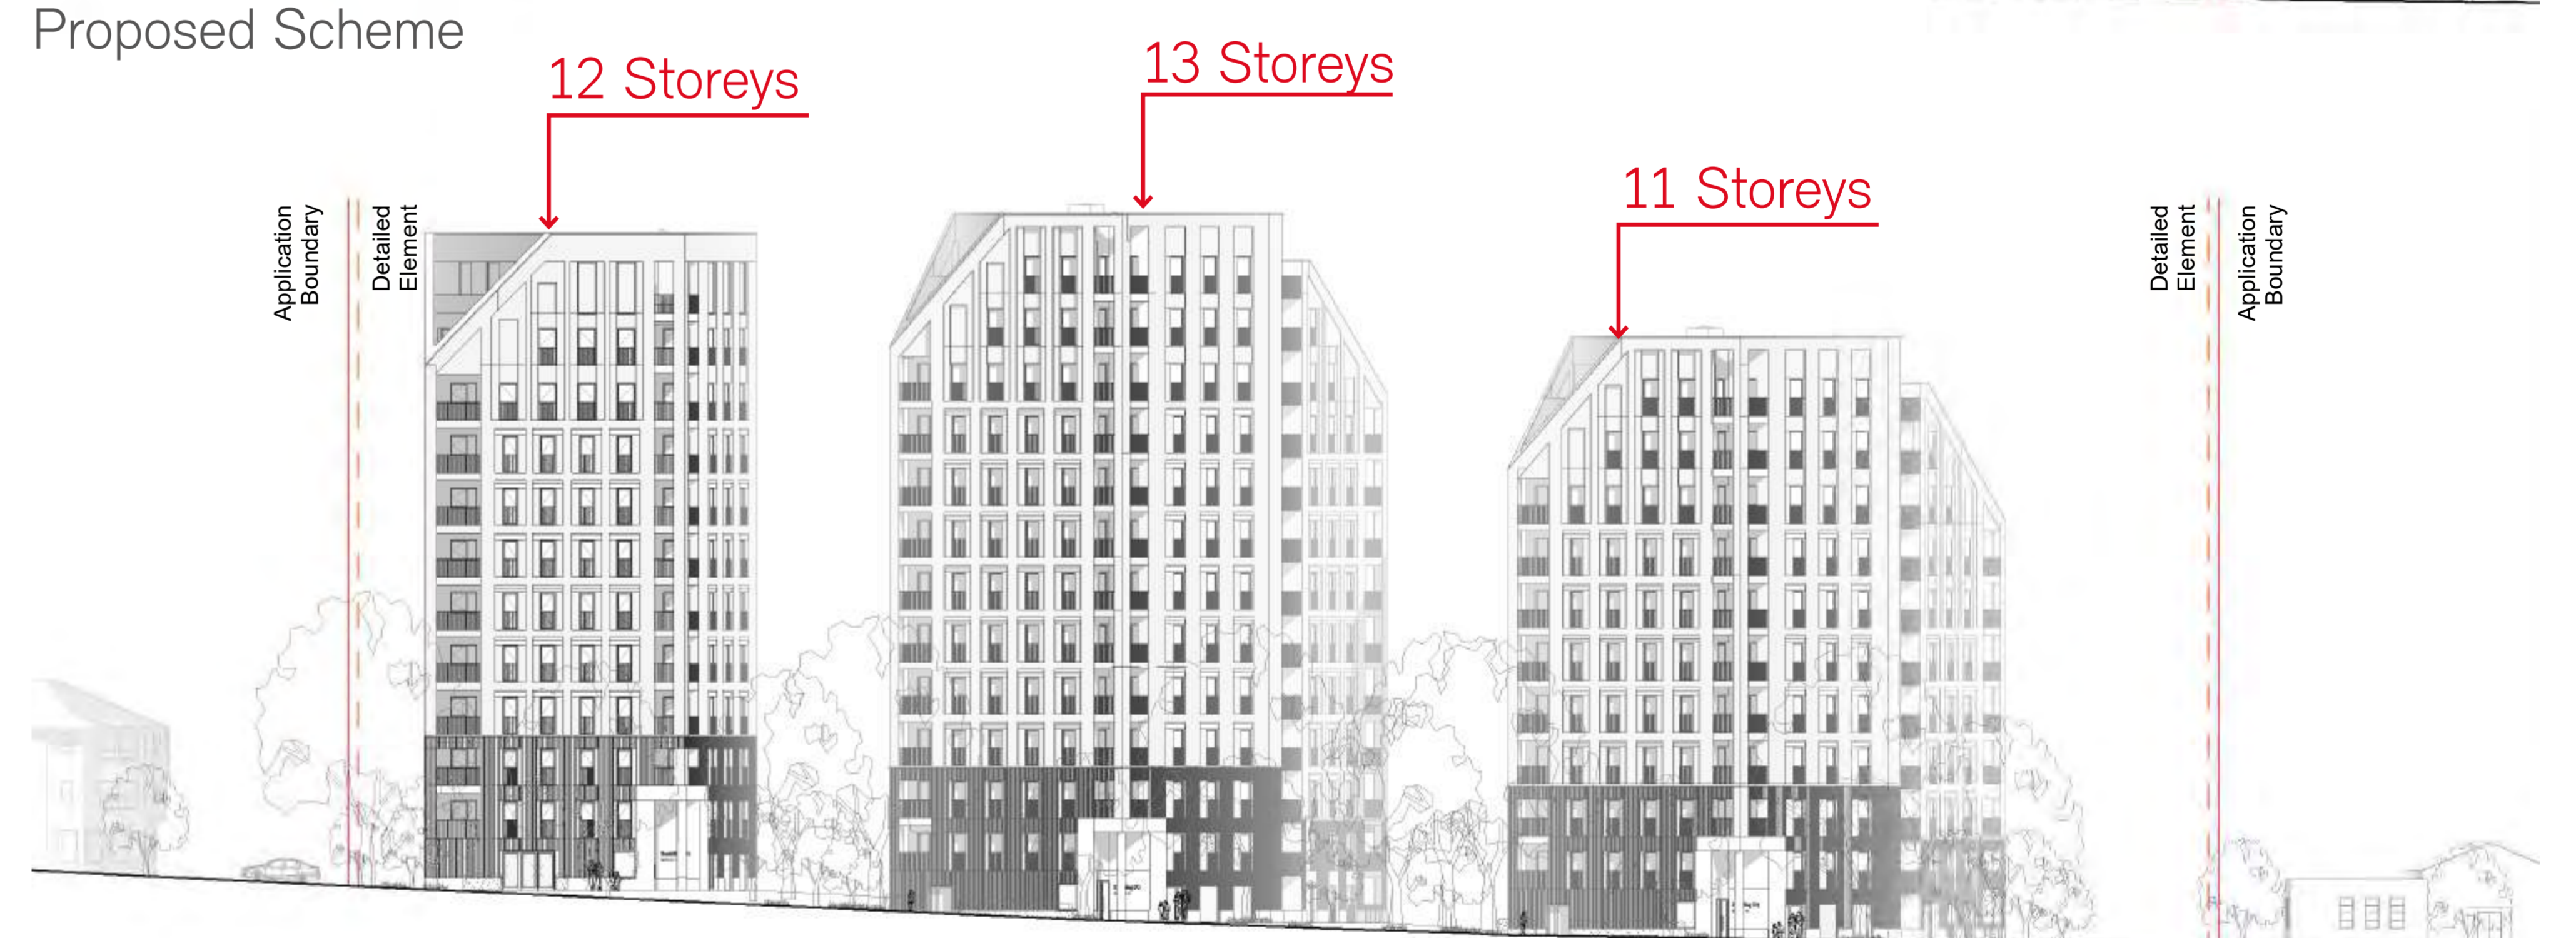 Proposed Scheme
12 Storeys
13 Storeys
11 Storeys
Application
Boundary
Detailed
Element
Detailed
Element
Application
Boundary